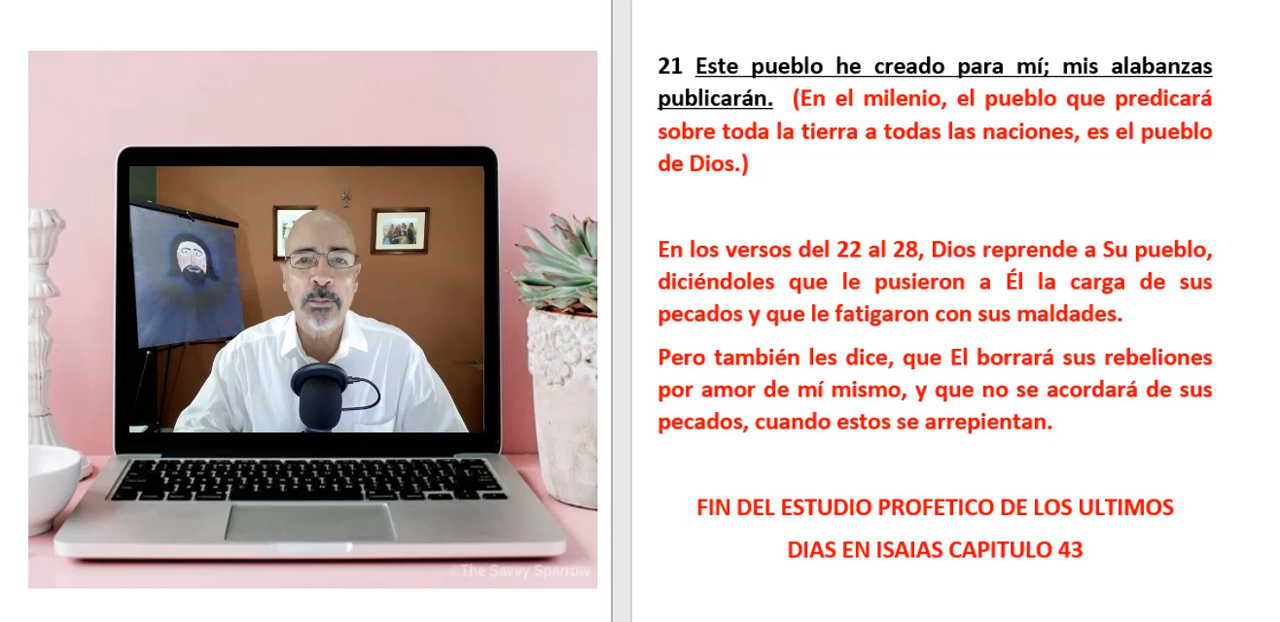 21 Este pueblo he creado para mí; mis alabanzas
publicarán. (En el milenio, el pueblo que predicará
sobre toda la tierra a todas las naciones, es el pueblo
de Dios.)
En los versos del 22 al 28, Dios reprende a Su pueblo,
diciéndoles que le pusieron a Él la carga de sus
pecados y que le fatigaron con sus maldades.
Pero también les dice, que El borrará sus rebeliones
por amor de mí mismo, y que no se acordará de sus
pecados, cuando estos se arrepientan.
FIN DEL ESTUDIO PROFETICO DE LOS ULTIMOS
DIAS EN ISAIAS CAPITULO 43
©The Savvy Sparrow